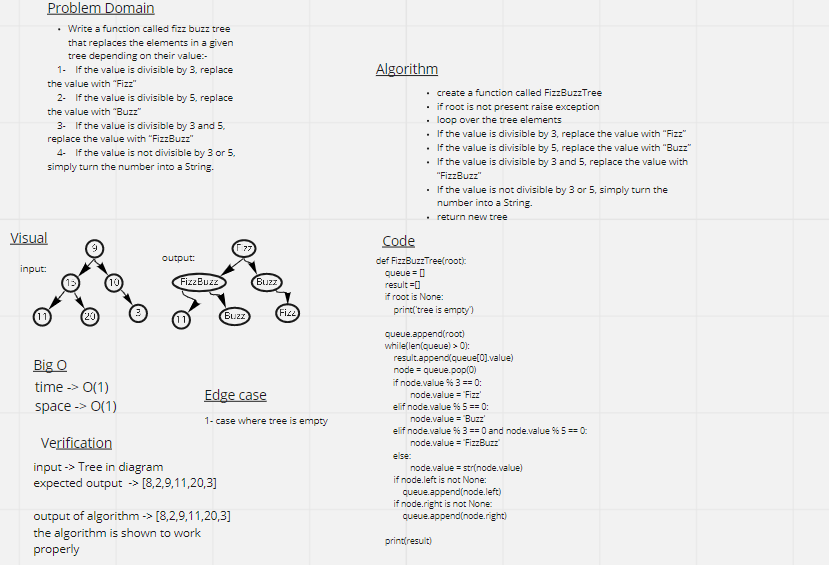 Problem Domain
• Write a function called fizz buzz tree
that replaces the elements in a given
tree depending on their value:-
1- If the value is divisible by 3, replace
the value with "Fizz"
2- If the value is divisible by 5, replace
the value with "Buzz"
3- If the value is divisible by 3 and 5,
replace the value with "FizzBuzz"
4- If the value is not divisible by 3 or 5,
simply turn the number into a String.
Algorithm
• create a function called FizzBuzzTree
• if root is not present raise exception
• loop over the tree elements
• If the value is divisible by 3, replace the value with "Fizz"
• If the value is divisible by 5, replace the value with "Buzz"
• If the value is divisible by 3 and 5, replace the value with
"FizzBuzz"
• If the value is not divisible by 3 or 5, simply turn the
number into a String.
• return new tree
Visual
input:
9
15
10
11
20
3
output:
Fizz
FizzBuzz
Buzz
11
Buzz
Fizz
Big O
time -> O(1)
space -> O(1)
Edge case
1- case where tree is empty
Verification
input -> Tree in diagram
expected output -> [8,2,9,11,20,3]
output of algorithm -> [8,2,9,11,20,3]
the algorithm is shown to work
properly
Code
def FizzBuzzTree(root):
queue = []
result =[]
if root is None:
print('tree is empty')
queue.append(root)
while(len(queue) > 0):
result.append(queue[0].value)
node = queue.pop(0)
if node.value % 3 == 0:
node.value = 'Fizz'
elif node.value % 5 == 0:
node.value = 'Buzz'
elif node.value % 3 == 0 and node.value % 5 == 0:
node.value = 'FizzBuzz'
else:
node.value = str(node.value)
if node.left is not None:
queue.append(node.left)
if node.right is not None:
queue.append(node.right)
print(result)